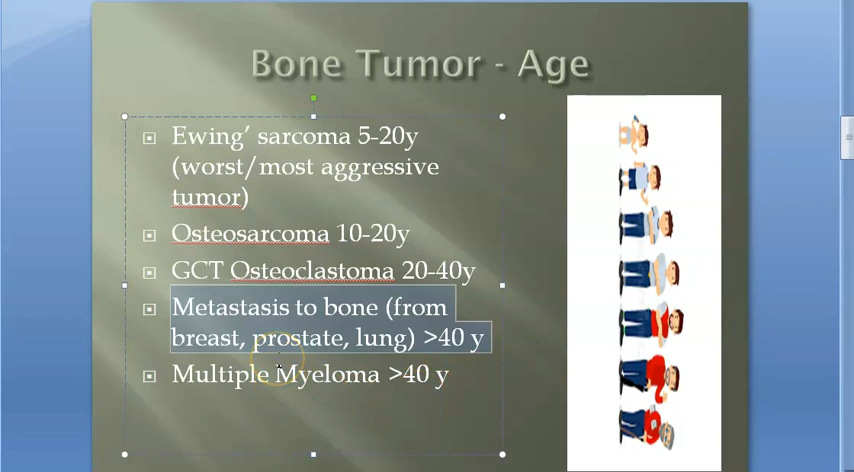 Bone Tumor - Age
Ewing’ sarcoma 5-20y
(worst/most aggressive
tumor)
Osteosarcoma 10-20y
GCT Osteoclastoma 20-40y
Metastasis to bone (from
breast, prostate, lung) >40 y
Multiple Myeloma >40 y